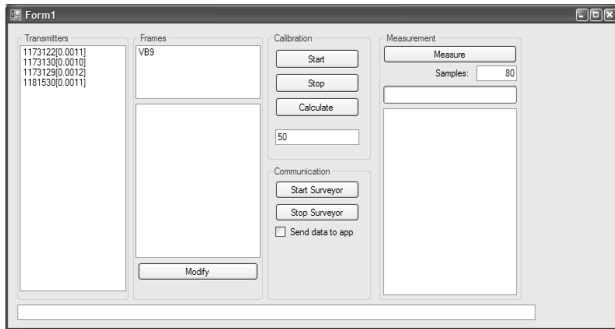 Form1
Transmitters
1173122[0.0011]
1173130[0.0010]
1173129[0.0012]
1181530[0.0011]
Frames
VB9
Modify
Calibration
Start
Stop
Calculate
50
Communication
Start Surveyor
Stop Surveyor
Send data to app
Measurement
Measure
Samples: 80